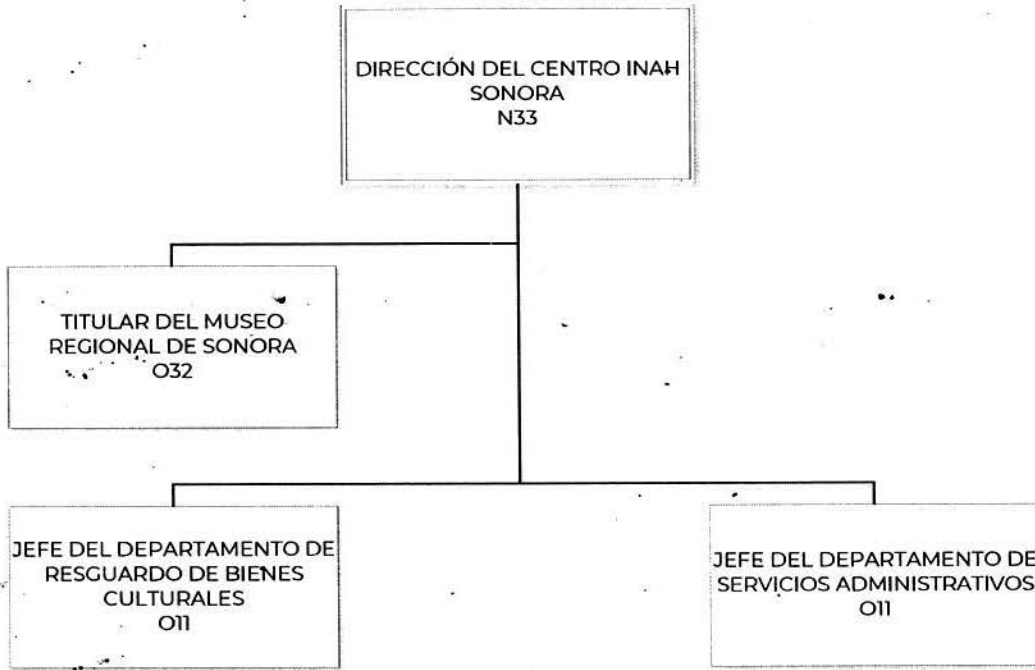 DIRECCIÓN DEL CENTRO INAH
SONORA
N33
TITULAR DEL MUSEO
REGIONAL DE SONORA
O32
JEFE DEL DEPARTAMENTO DE
RESGUARDO DE BIENES
CULTURALES
O11
JEFE DEL DEPARTAMENTO DE
SERVICIOS ADMINISTRATIVOS
O11